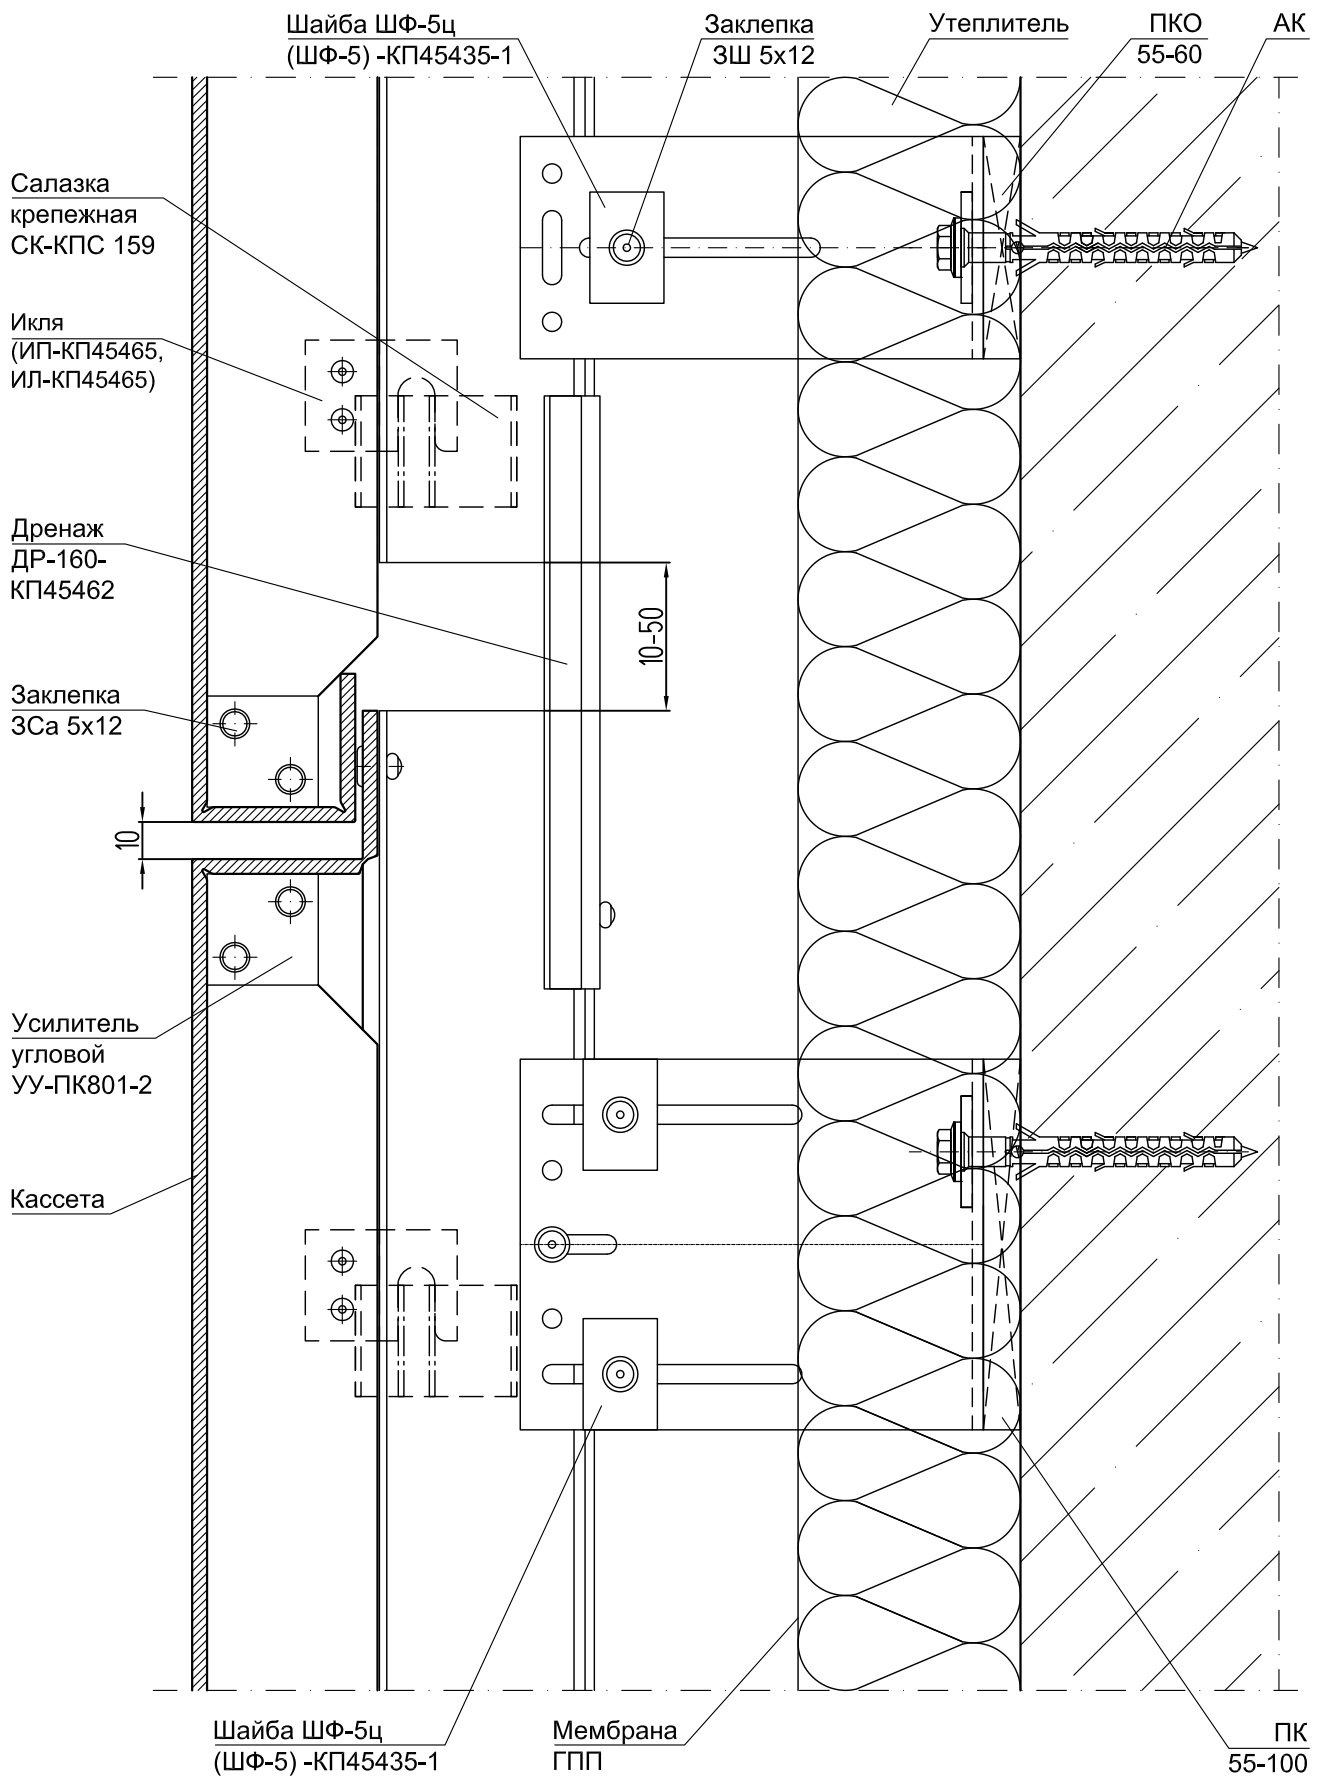 Шайба ШФ-5ц
(ШФ-5) -КП45435-1
Заклепка
ЗШ 5х12
Утеплитель
ПКО
55-60
АК
Салазка
крепежная
СК-КПС 159
Икля
(ИП-КП45465,
ИЛ-КП45465)
Дренаж
ДР-160-
КП45462
10-50
Заклепка
ЗСа 5х12
10
Усилитель
угловой
УУ-ПК801-2
Кассета
Шайба ШФ-5ц
(ШФ-5) -КП45435-1
Мембрана
ГПП
ПК
55-100